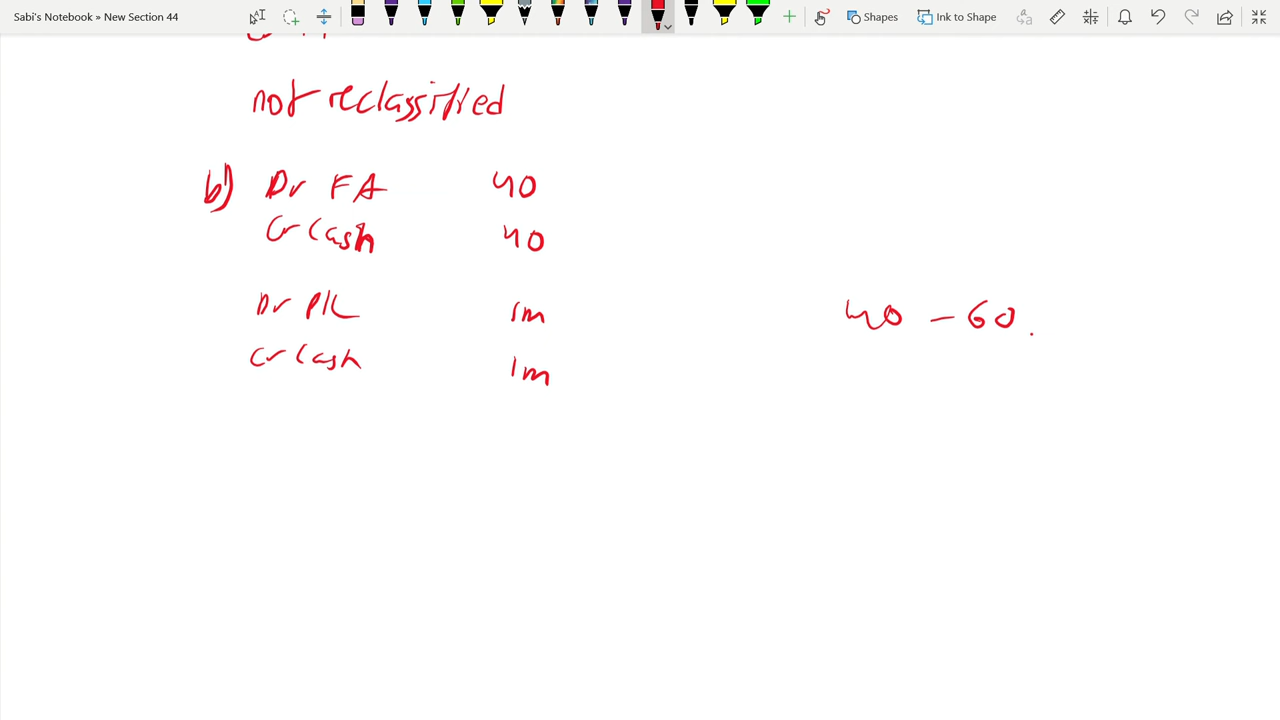 Sabi's Notebook » New Section 44
Shapes
Ink to Shape
not reclassified
b) Dr FA 40
Cr Cash 40
Dr P/L 1m
40 - 60.
Cr Cash 1m